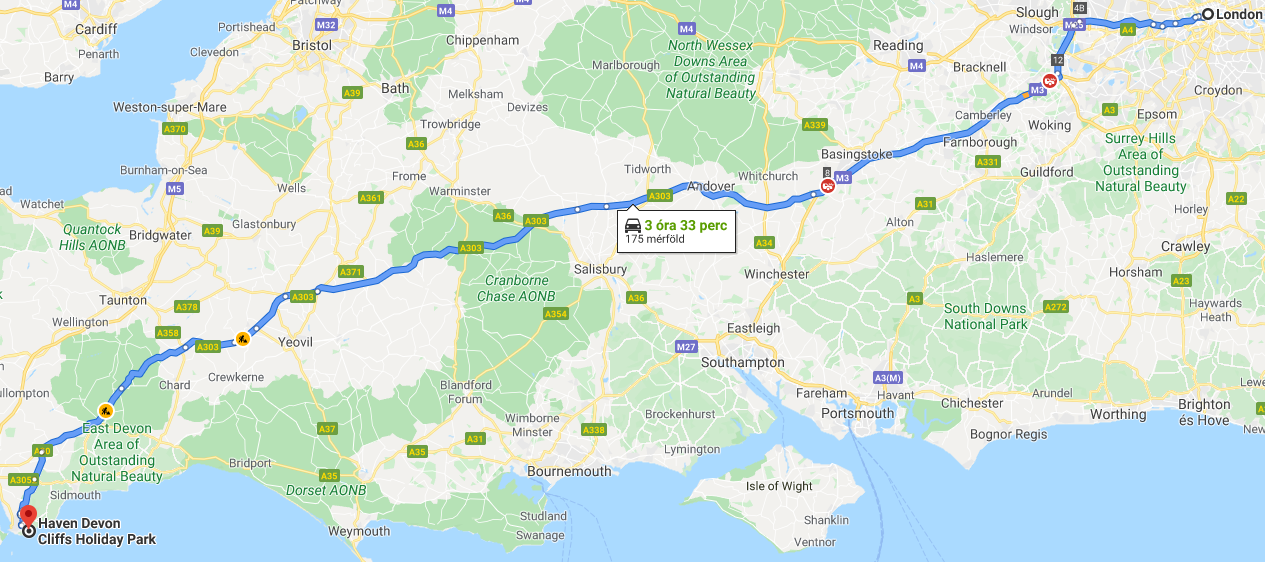 M4
Patchway
M4
M4
Slough
4B
London
Cardiff
M32
Windsor
M25
A4
Penarth
Clevedon
Bristol
Chippenham
M4
North Wessex
Downs Area
of Outstanding
Natural Beauty
Reading
M4
Bracknell
12
Barry
Marlborough
Croydon
A39
Bath
Melksham
Devizes
M3
A3
Epsom
Weston-super-Mare
Camberley
Woking
A370
Trowbridge
A339
Surrey Hills
Area of
Outstanding
Natural Beauty
A36
Farnborough
Basingstoke
A331
Burnham-on-Sea
Frome
Tidworth
Whitchurch
8
M3
Guildford
M5
Wells
Warminster
Andover
A361
A303
A22
Watchet
A36
A303
A31
Horley
Quantock
Hills AONB
Bridgwater
A39
Alton
3 óra 33 perc
175 mérföld
A303
A34
Crawley
Haslemere
A371
Salisbury
Winchester
Horsham
A23
Cranborne
Chase AONB
Taunton
A303
A36
A3
Haywards
Heath
A378
A354
South Downs
National Park
A272
Wellington
A358
Eastleigh
A303
Yeovil
M27
Southampton
Crewkerne
A3(M)
Chard
Blandford
Forum
Fareham
Havant
Arundel
Chichester
Portsmouth
Worthing
Brighton
és Hove
Wimborne
Minster
Brockenhurst
East Devon
Area of
Outstanding
Natural Beauty
A37
A338
A31
Bognor Regis
A35
Lymington
Bridport
A35
Bournemouth
A305
Dorset AONB
Isle of Wight
Sidmouth
Haven Devon
Cliffs Holiday Park
Studland
Swanage
Shanklin
Weymouth
Ventnor